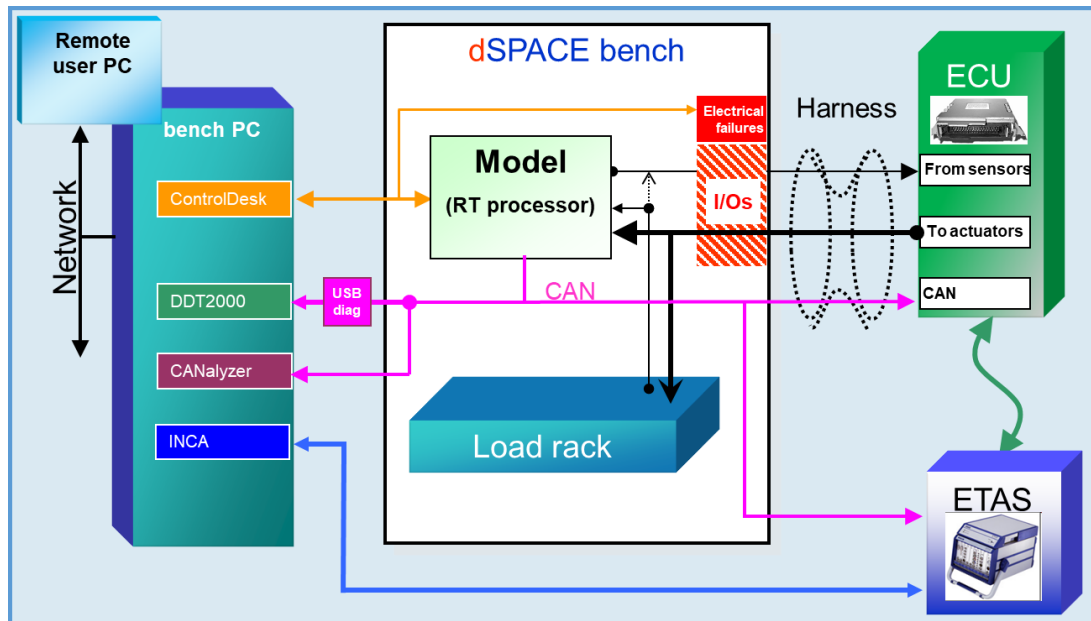 Remote
user PC
Network
bench PC
ControlDesk
DDT2000
CANalyzer
INCA
USB
diag
dSPACE bench
Electrical
failures
Model
(RT processor)
I/Os
CAN
Load rack
Harness
ECU
From sensors
To actuators
CAN
ETAS